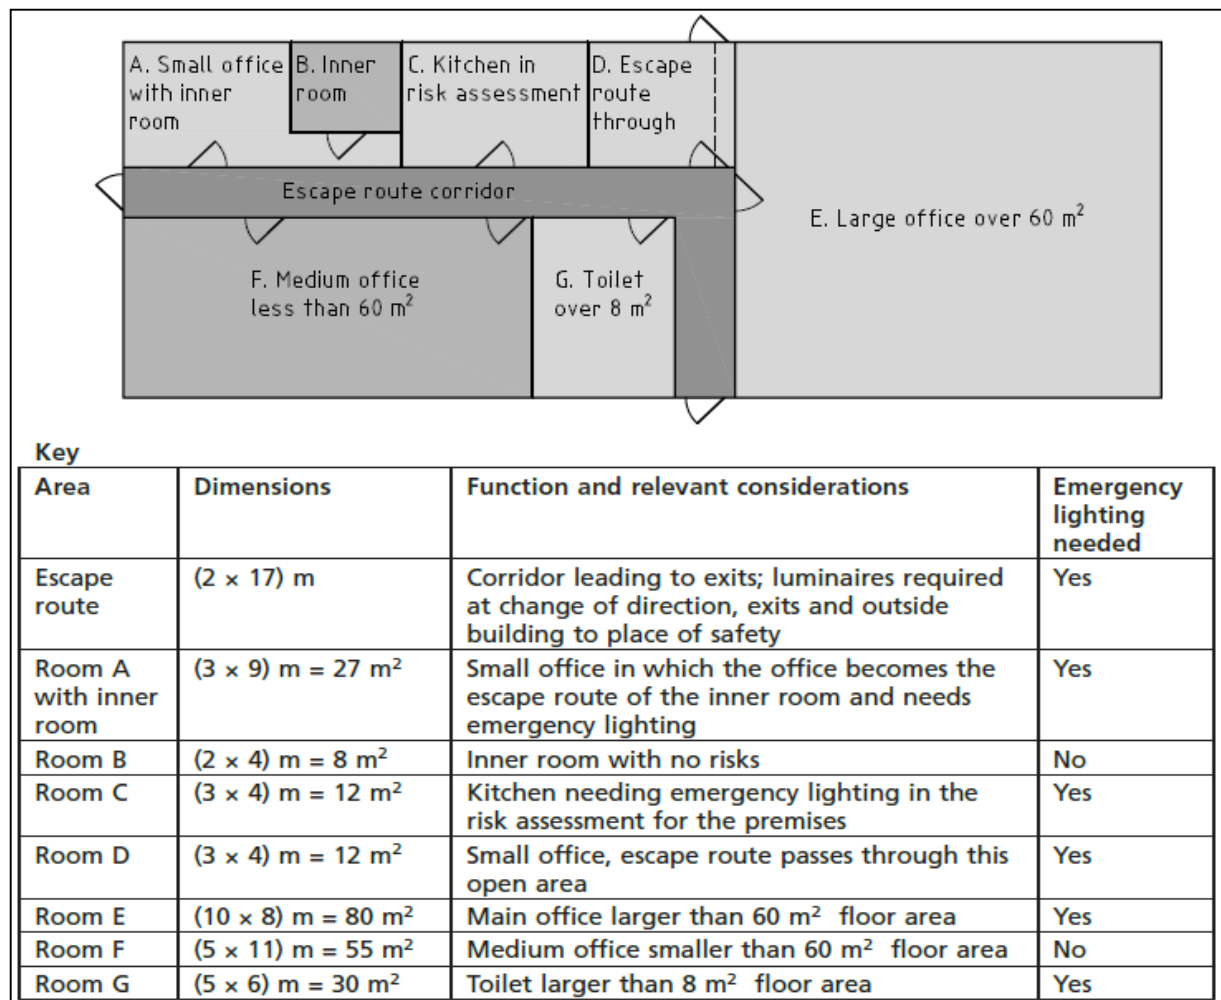 A. Small office
with inner
room
B. Inner
room
C. Kitchen in
risk assessment
D. Escape
route
through
Escape route corridor
E. Large office over 60 m²
F. Medium office
less than 60 m²
G. Toilet
over 8 m²
Key
Area Dimensions Function and relevant considerations Emergency
lighting
needed
Escape (2 × 17) m Corridor leading to exits; luminaires required Yes
route at change of direction, exits and outside
building to place of safety
Room A (3 × 9) m = 27 m² Small office in which the office becomes the Yes
with inner escape route of the inner room and needs
room emergency lighting
Room B (2 × 4) m = 8 m² Inner room with no risks No
Room C (3 × 4) m = 12 m² Kitchen needing emergency lighting in the Yes
risk assessment for the premises
Room D (3 × 4) m = 12 m² Small office, escape route passes through this Yes
open area
Room E (10 × 8) m = 80 m² Main office larger than 60 m² floor area Yes
Room F (5 × 11) m = 55 m² Medium office smaller than 60 m² floor area No
Room G (5 × 6) m = 30 m² Toilet larger than 8 m² floor area Yes